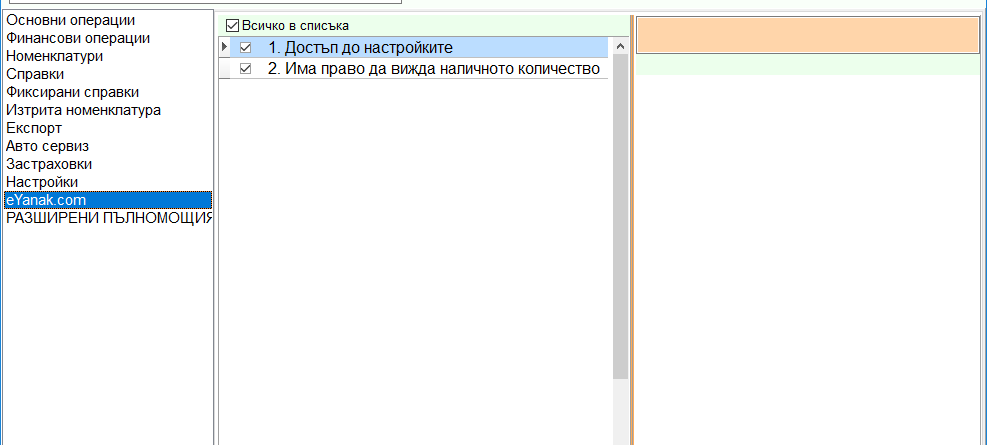 Основни операции
Финансови операции
Номенклатури
Справки
Фиксирани справки
Изтрита номенклатура
Експорт
Авто сервиз
Застраховки
Настройки
eYanak.com
РАЗШИРЕНИ ПЪЛНОМОЩИЯ
Всичко в списъка
1. Достъп до настройките
2. Има право да вижда наличното количество